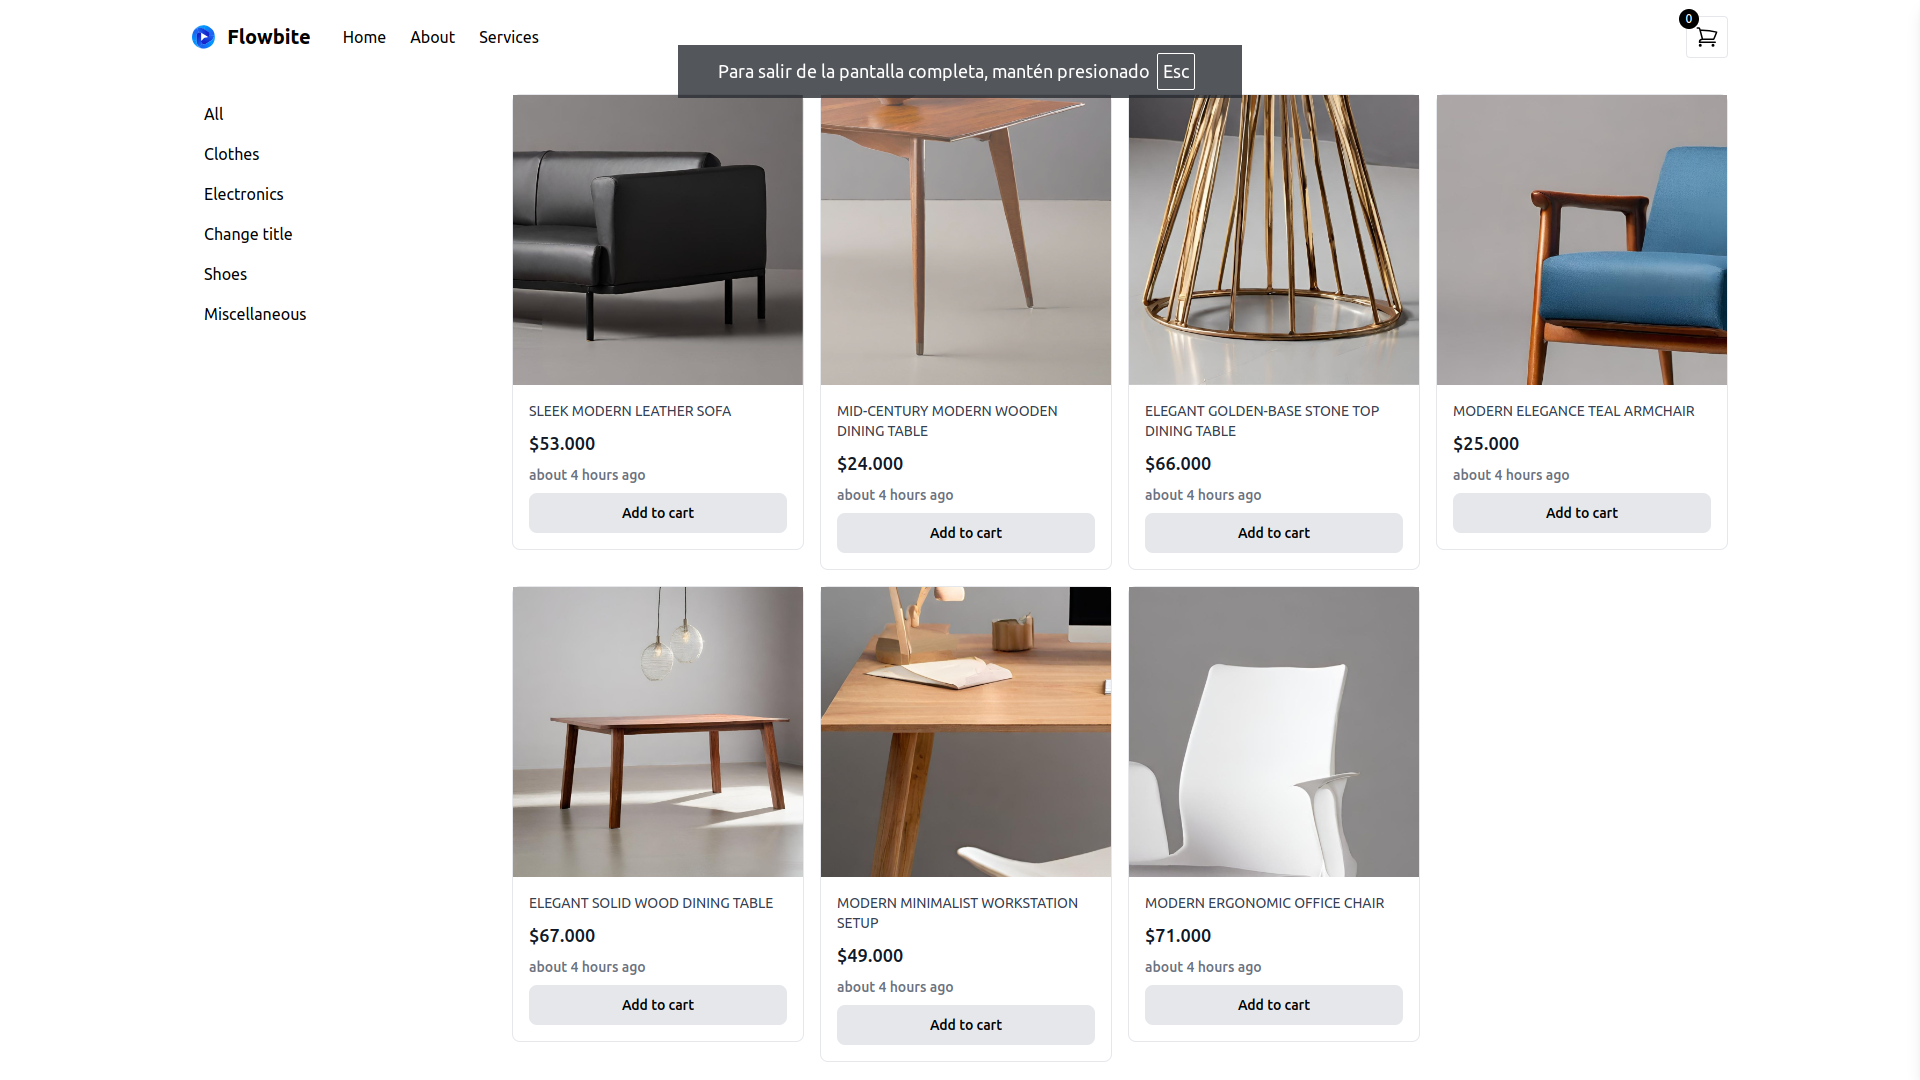 Flowbite
Home
About
Services
0
Para salir de la pantalla completa, mantén presionado Esc
All
Clothes
Electronics
Change title
Shoes
Miscellaneous
SLEEK MODERN LEATHER SOFA
$53.000
about 4 hours ago
Add to cart
MID-CENTURY MODERN WOODEN
DINING TABLE
$24.000
about 4 hours ago
Add to cart
ELEGANT GOLDEN-BASE STONE TOP
DINING TABLE
$66.000
about 4 hours ago
Add to cart
MODERN ELEGANCE TEAL ARMCHAIR
$25.000
about 4 hours ago
Add to cart
ELEGANT SOLID WOOD DINING TABLE
$67.000
about 4 hours ago
Add to cart
MODERN MINIMALIST WORKSTATION
SETUP
$49.000
about 4 hours ago
Add to cart
MODERN ERGONOMIC OFFICE CHAIR
$71.000
about 4 hours ago
Add to cart